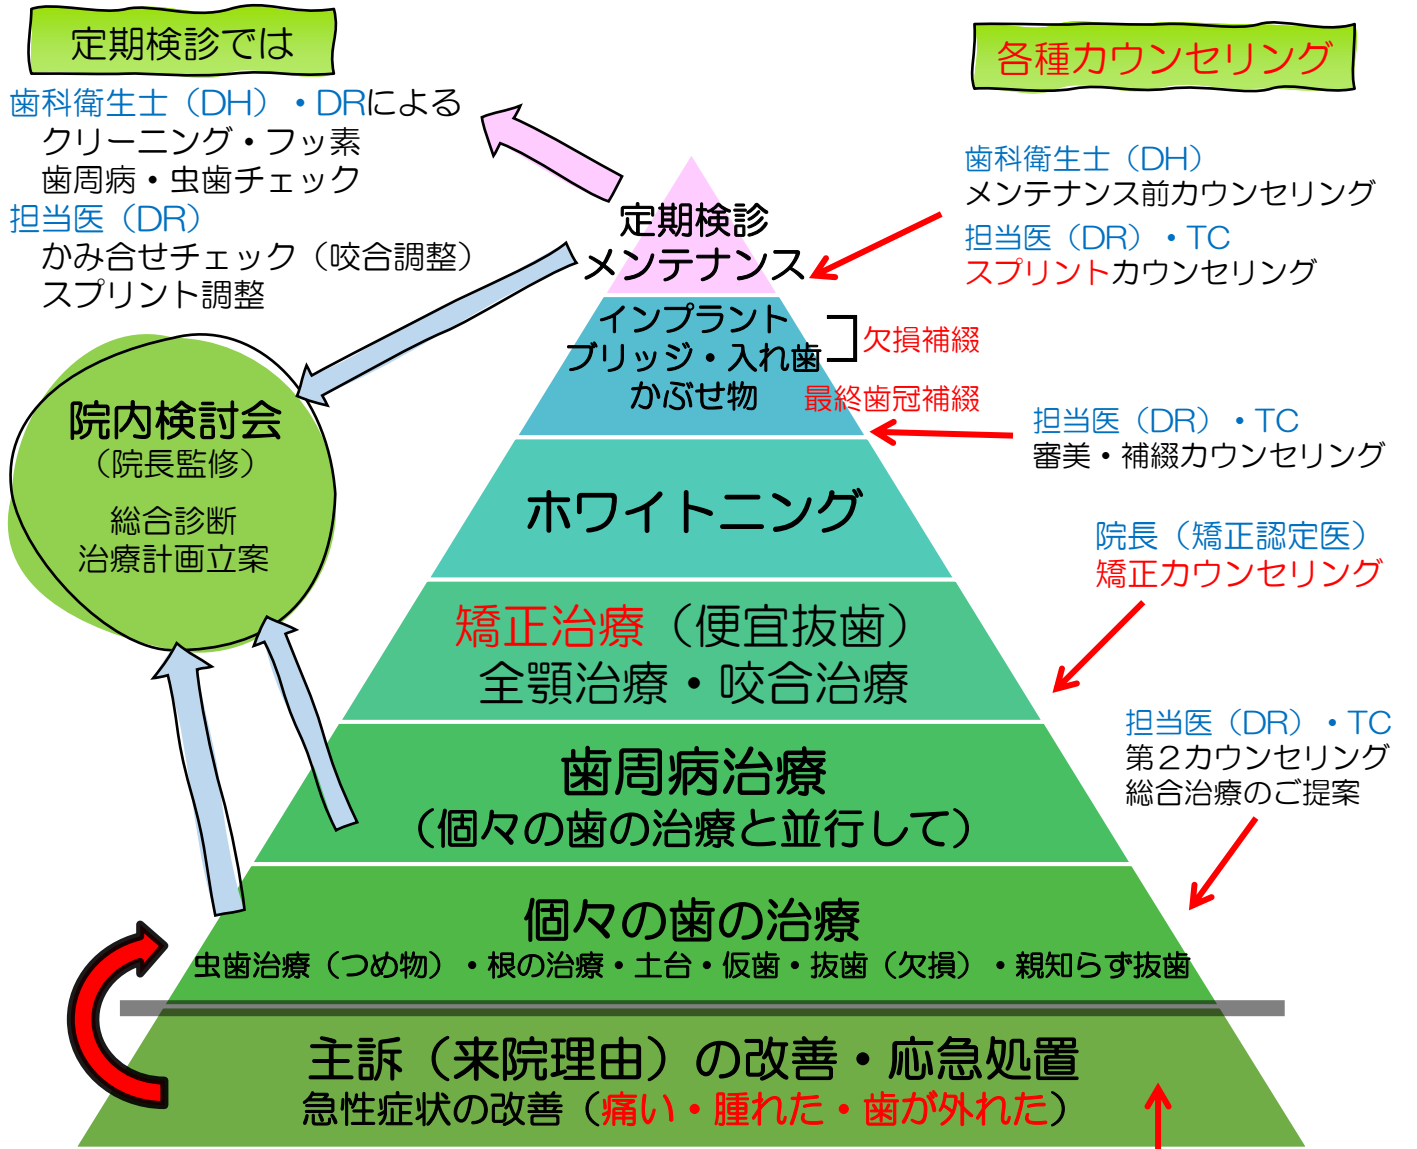 定期検診では
歯科衛生士（DH）・DRによる
クリーニング・フッ素
歯周病・虫歯チェック
担当医（DR）
かみ合せチェック（咬合調整）
スプリント調整
院内検討会
（院長監修）
総合診断
治療計画立案
定期検診
メンテナンス
インプラント
ブリッジ・入れ歯
かぶせ物
欠損補綴
最終歯冠補綴
ホワイトニング
矯正治療（便宜抜歯）
全顎治療・咬合治療
歯周病治療
（個々の歯の治療と並行して）
個々の歯の治療
虫歯治療（つめ物）・根の治療・土台・仮歯・抜歯（欠損）・親知らず抜歯
主訴（来院理由）の改善・応急処置
急性症状の改善（痛い・腫れた・歯が外れた）
各種カウンセリング
歯科衛生士（DH）
メンテナンス前カウンセリング
担当医（DR）・TC
スプリントカウンセリング
担当医（DR）・TC
審美・補綴カウンセリング
院長（矯正認定医）
矯正カウンセリング
担当医（DR）・TC
第２カウンセリング
総合治療のご提案